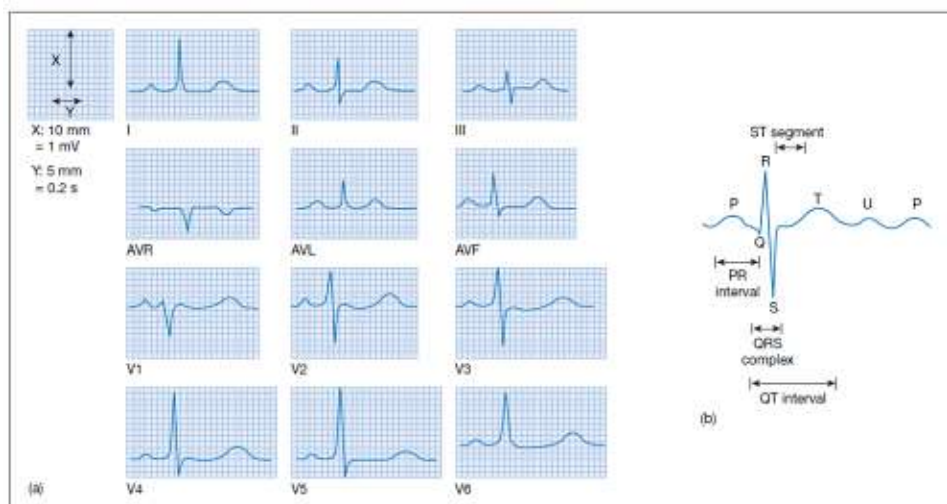 X
Y
X: 10 mm
= 1 mV
Y: 5 mm
= 0.2 s
I
II
III
AVR
AVL
AVF
V1
V2
V3
V4
V5
V6
(a)
ST segment
R
P
T
U
P
Q
PR
interval
S
QRS
complex
QT interval
(b)